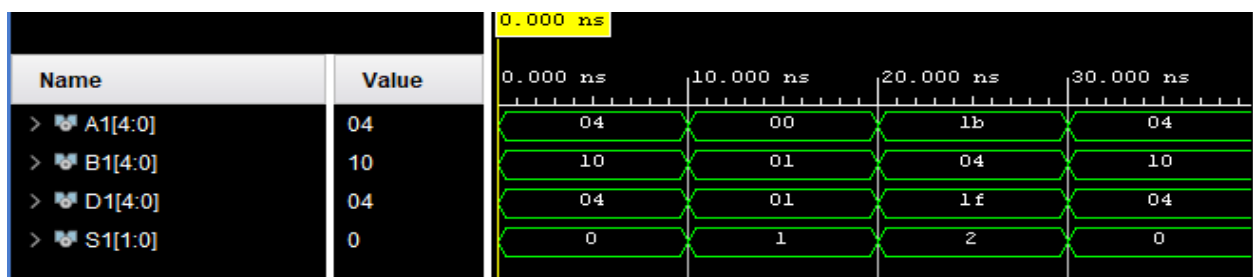 0.000 ns
Name Value 0.000 ns 10.000 ns 20.000 ns 30.000 ns
> A1[4:0] 04 04 00 1b 04
> B1[4:0] 10 10 01 04 10
> D1[4:0] 04 04 01 1f 04
> S1[1:0] 0 0 1 2 0